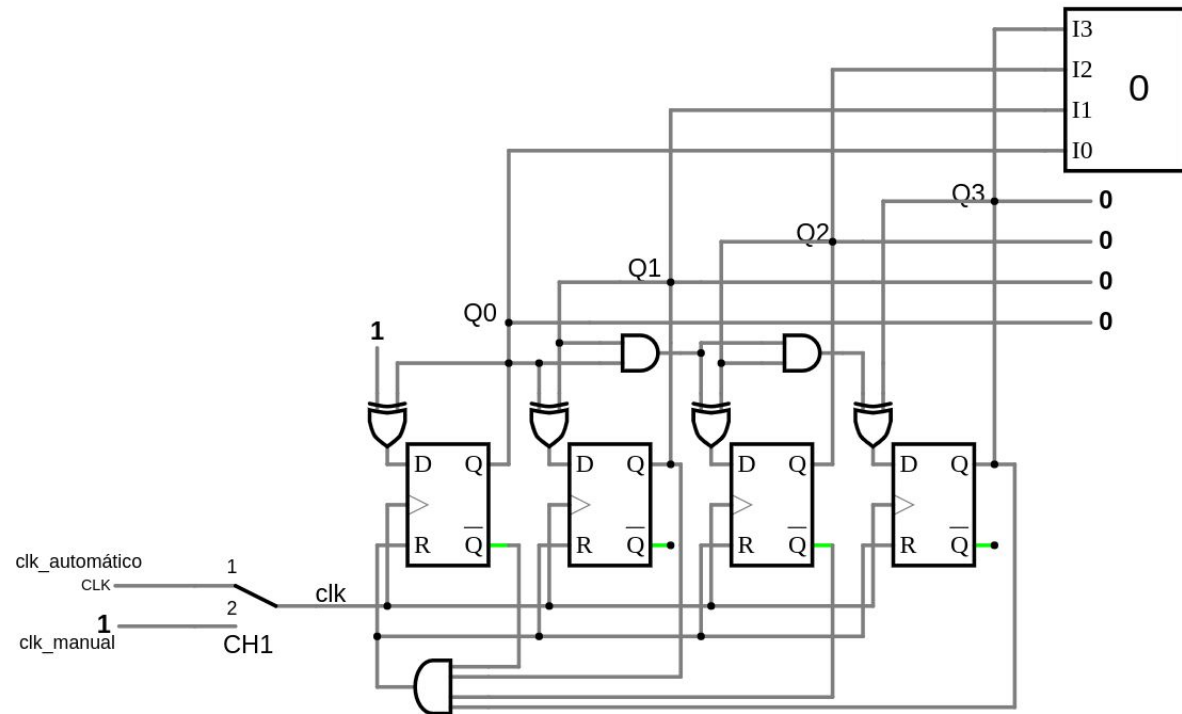 I3
I2
0
I1
I0
Q3
0
Q2
0
Q1
0
Q0
0
1
D Q
D Q
D Q
D Q
R Q̅
R Q̅
R Q̅
R Q̅
clk_automático
CLK
1
clk
2
1
clk_manual
CH1